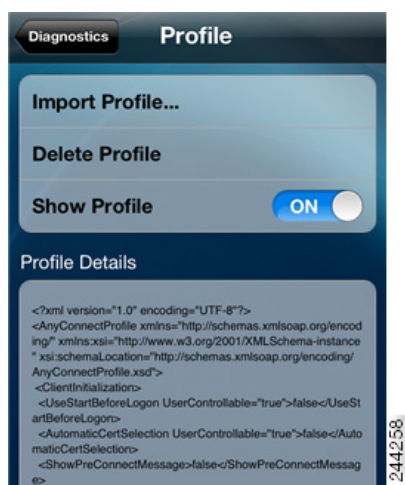 Diagnostics
Profile
Import Profile...
Delete Profile
Show Profile
ON
Profile Details
<?xml version="1.0" encoding="UTF-8"?>
<AnyConnectProfile xmlns="http://schemas.xmlsoap.org/encod
ing/" xmlns:xsi="http://www.w3.org/2001/XMLSchema-instance
" xsi:schemaLocation="http://schemas.xmlsoap.org/encoding/
AnyConnectProfile.xsd">
<ClientInitialization>
<UseStartBeforeLogon UserControllable="true">false</UseSt
artBeforeLogon>
<AutomaticCertSelection UserControllable="true">false</Auto
maticCertSelection>
<ShowPreConnectMessage>false</ShowPreConnectMessag
e>
244258